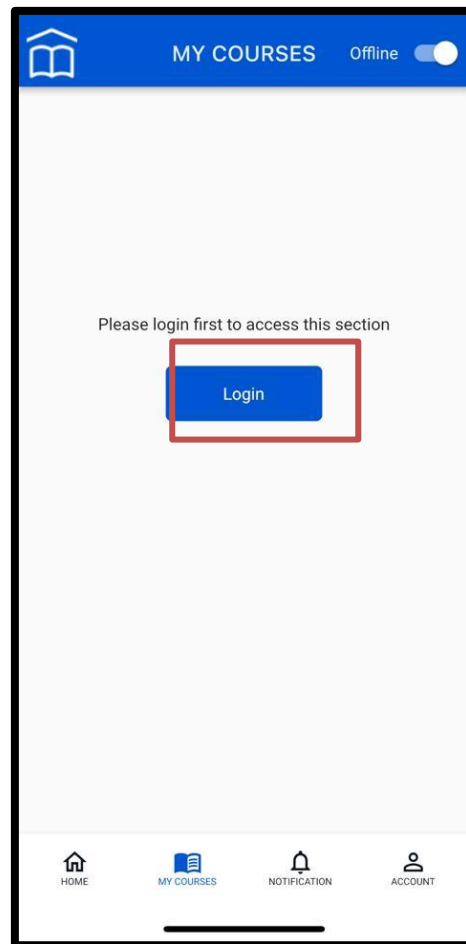 MY COURSES Offline
Please login first to access this section
Login
HOME MY COURSES NOTIFICATION ACCOUNT